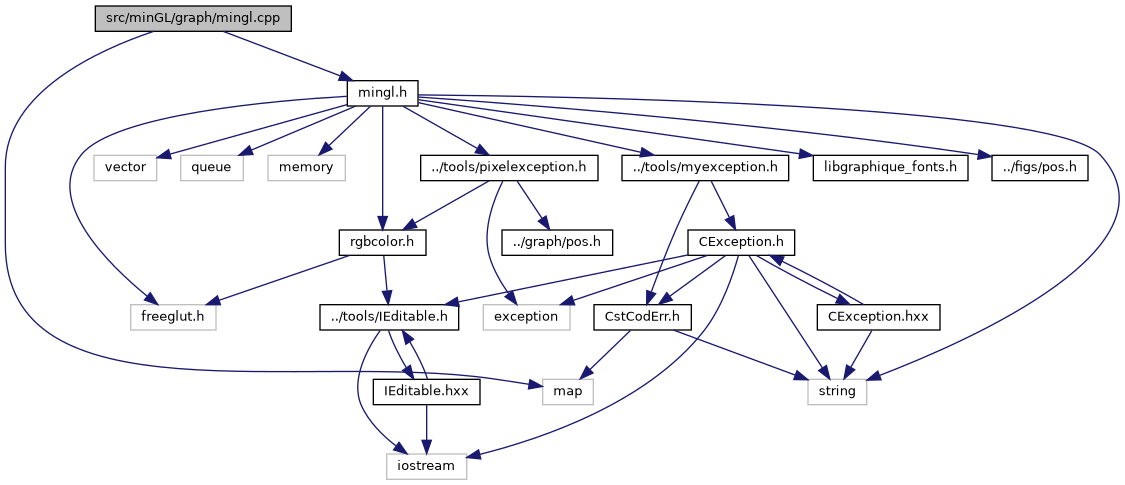 src/minGL/graph/mingl.cpp
mingl.h
vector
queue
memory
../tools/pixelexception.h
../tools/myexception.h
libgraphique_fonts.h
../figs/pos.h
rgbcolor.h
../graph/pos.h
CException.h
freeglut.h
../tools/IEditable.h
exception
CstCodErr.h
CException.hxx
IEditable.hxx
map
string
iostream